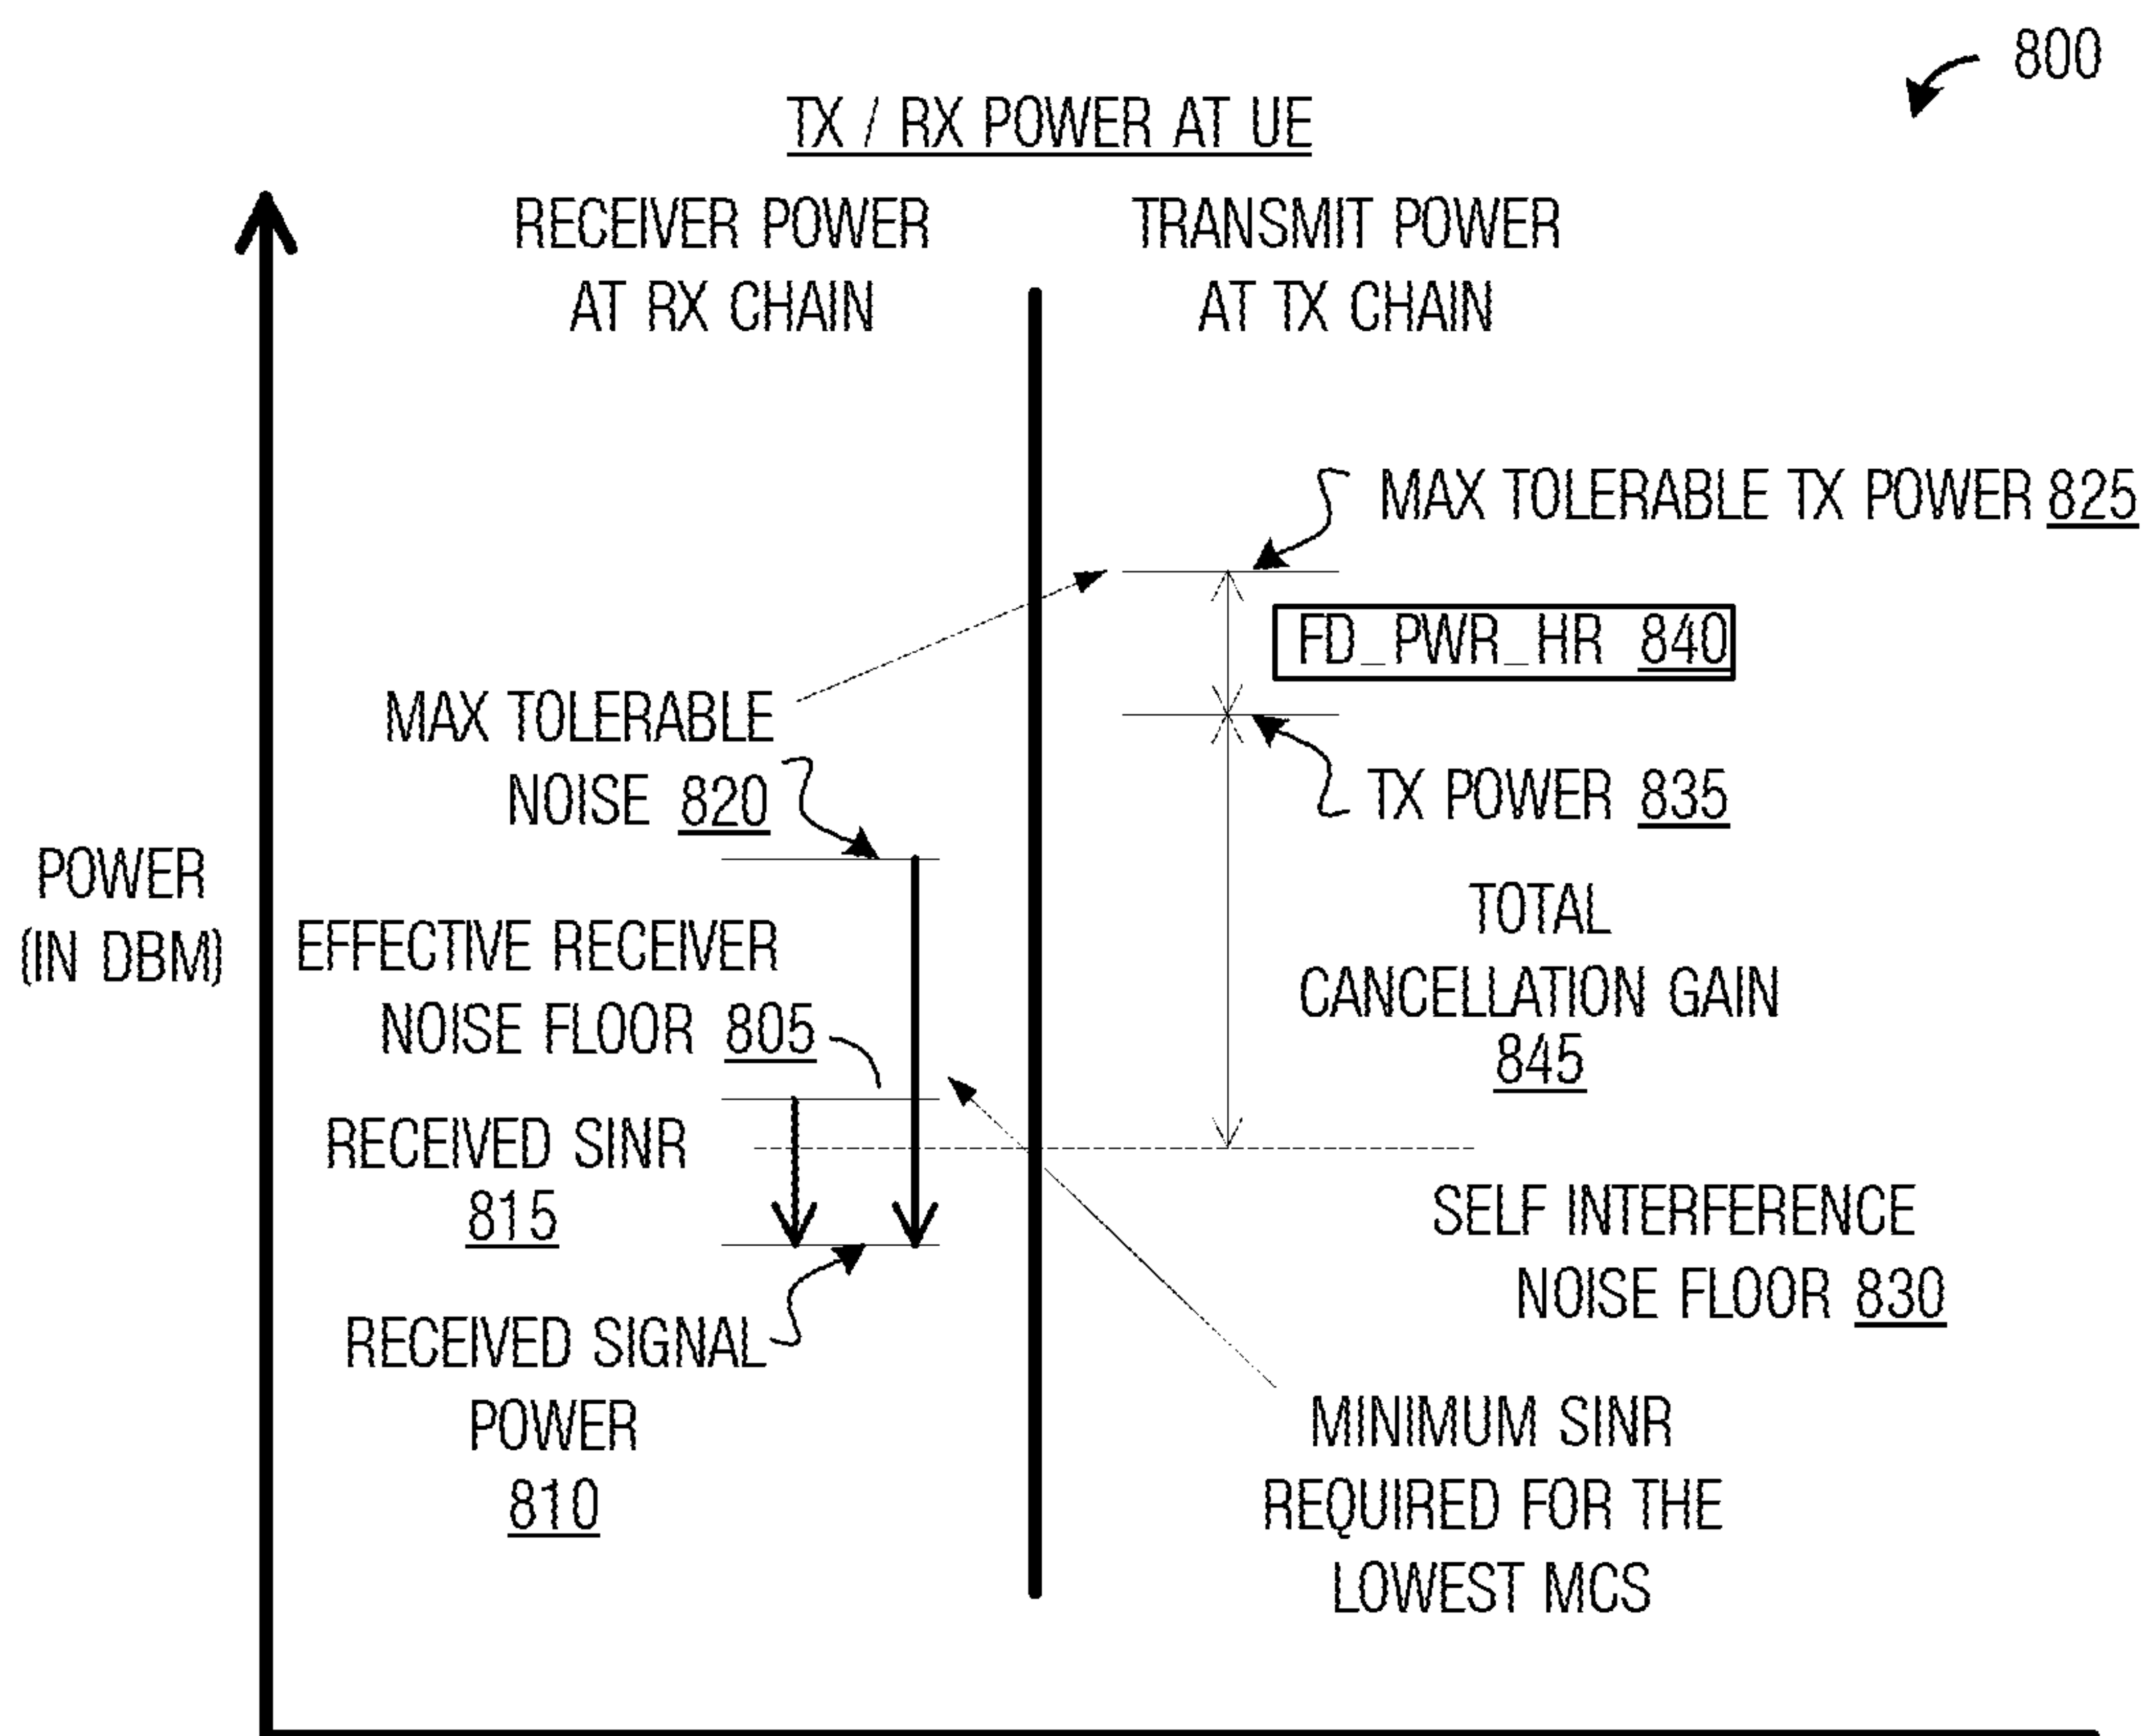 800
TX / RX POWER AT UE
RECEIVER POWER
AT RX CHAIN
TRANSMIT POWER
AT TX CHAIN
MAX TOLERABLE TX POWER 825
FD_PWR_HR 840
MAX TOLERABLE
NOISE 820
TX POWER 835
POWER
(IN DBM)
EFFECTIVE RECEIVER
NOISE FLOOR 805
TOTAL
CANCELLATION GAIN
845
RECEIVED SINR
815
SELF INTERFERENCE
NOISE FLOOR 830
RECEIVED SIGNAL
POWER
810
MINIMUM SINR
REQUIRED FOR THE
LOWEST MCS